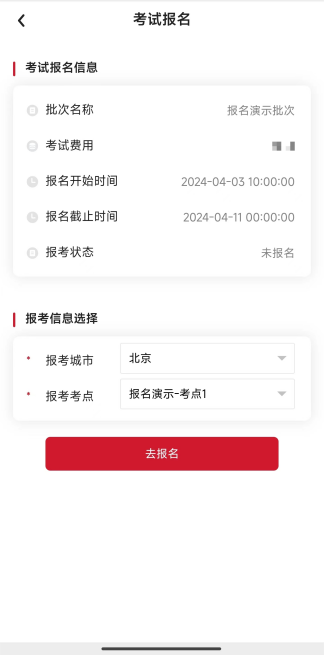 考试报名
考试报名信息
批次名称 报名演示批次
考试费用
报名开始时间 2024-04-03 10:00:00
报名截止时间 2024-04-11 00:00:00
报考状态 未报名
报考信息选择
* 报考城市 北京
* 报考考点 报名演示-考点1
去报名